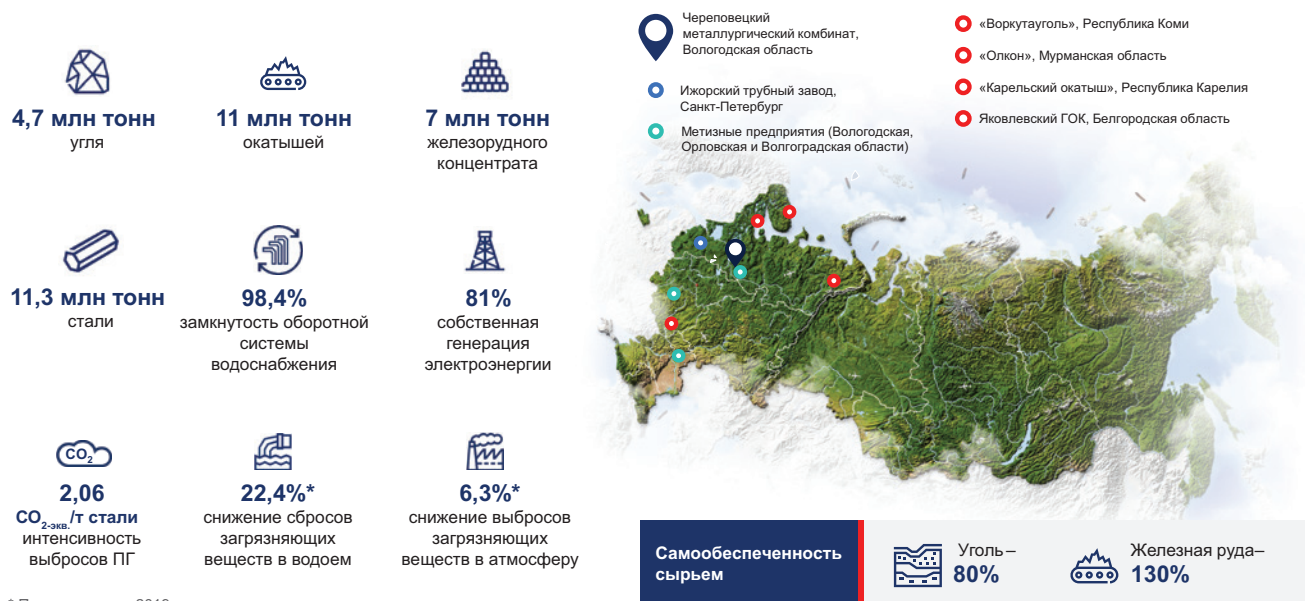 4,7 млн тонн
угля
11 млн тонн
окатышей
7 млн тонн
железорудного
концентрата
11,3 млн тонн
стали
98,4%
замкнутость оборотной
системы
водоснабжения
81%
собственная
генерация
электроэнергии
CO₂
2,06
CO₂₋экв./т стали
интенсивность
выбросов ПГ
22,4%*
снижение сбросов
загрязняющих
веществ в водоем
6,3%*
снижение выбросов
загрязняющих
веществ в атмосферу
Череповецкий
металлургический комбинат,
Вологодская область
Ижорский трубный завод,
Санкт-Петербург
Метизные предприятия (Вологодская,
Орловская и Волгоградская области)
«Воркутауголь», Республика Коми
«Олкон», Мурманская область
«Карельский окатыш», Республика Карелия
Яковлевский ГОК, Белгородская область
Самообеспеченность
сырьем
Уголь –
80%
Железная руда–
130%